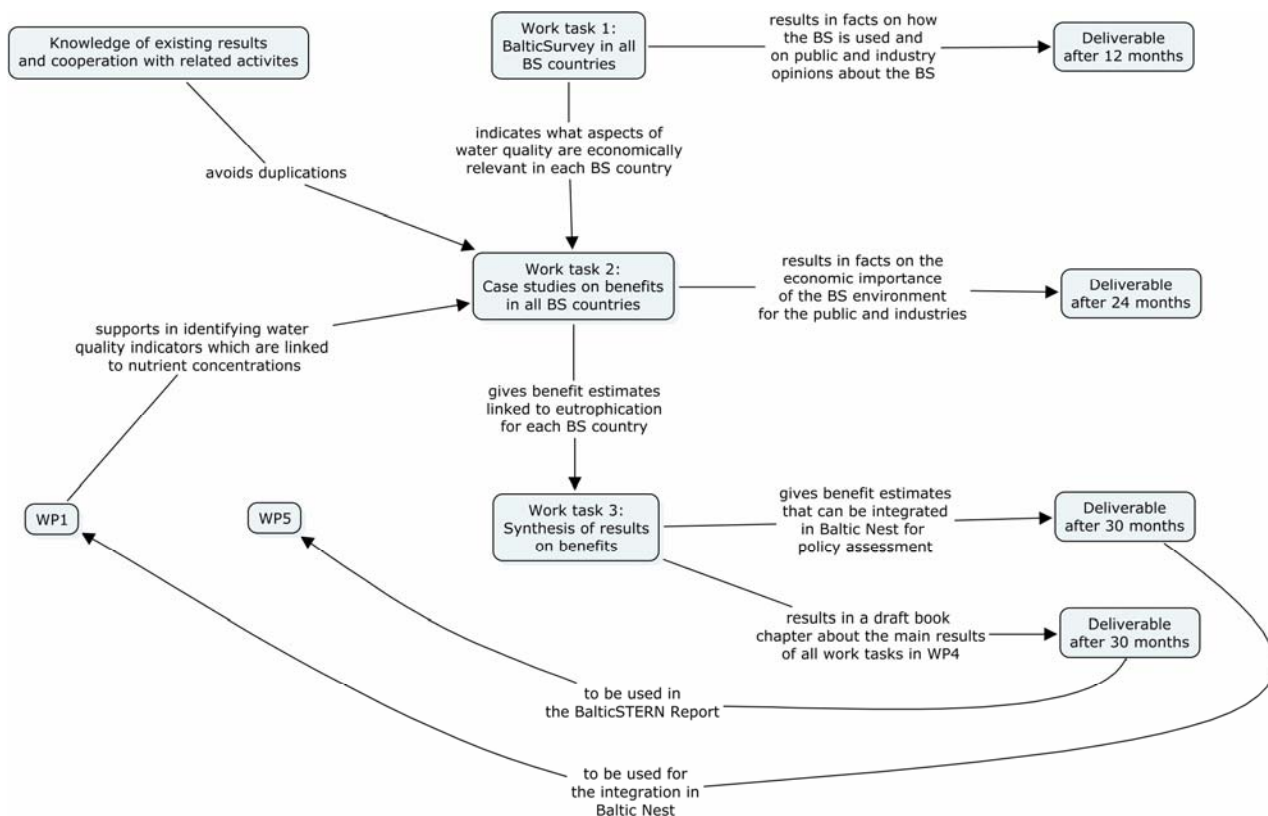 Knowledge of existing results
and cooperation with related activites
Work task 1:
BalticSurvey in all
BS countries
results in facts on how
the BS is used and
on public and industry
opinions about the BS
Deliverable
after 12 months
indicates what aspects of
water quality are economically
relevant in each BS country
avoids duplications
Work task 2:
Case studies on benefits
in all BS countries
results in facts on the
economic importance
of the BS environment
for the public and industries
Deliverable
after 24 months
supports in identifying water
quality indicators which are linked
to nutrient concentrations
gives benefit estimates
linked to eutrophication
for each BS country
WP1
WP5
Work task 3:
Synthesis of results
on benefits
gives benefit estimates
that can be integrated
in Baltic Nest for
policy assessment
Deliverable
after 30 months
results in a draft book
chapter about the main results
of all work tasks in WP4
Deliverable
after 30 months
to be used in
the BalticSTERN Report
to be used for
the integration in
Baltic Nest